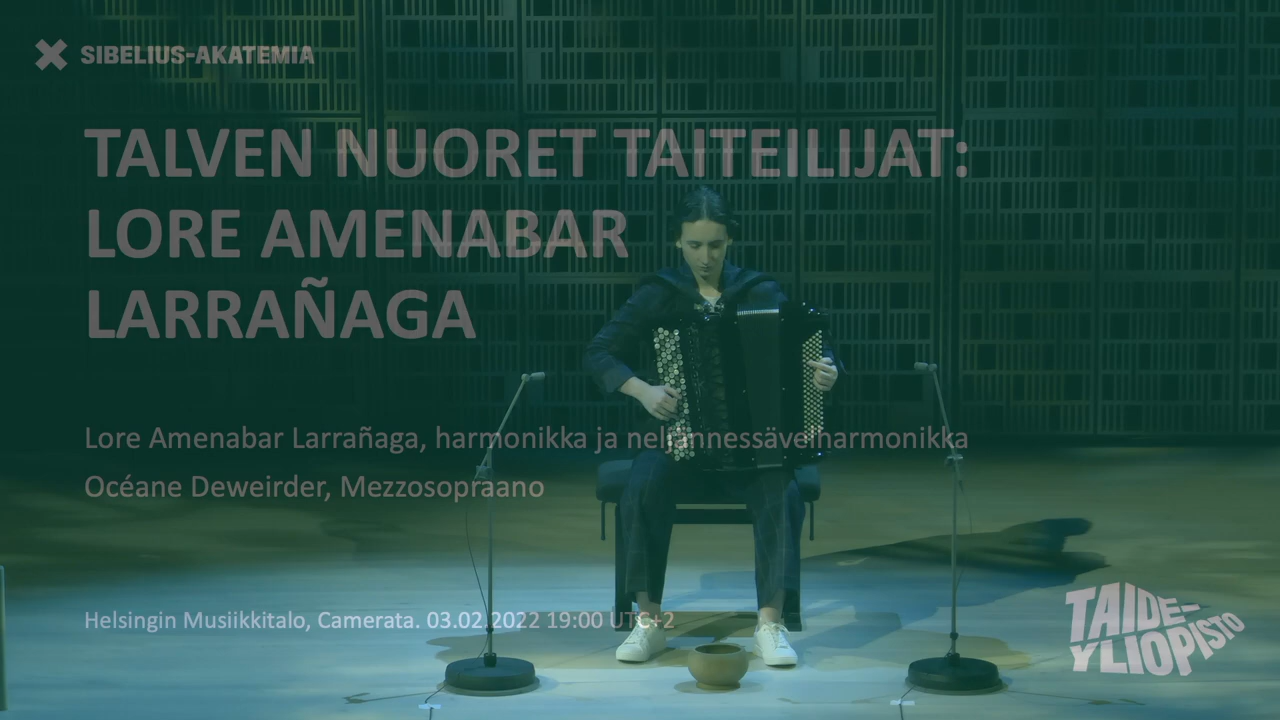 SIBELIUS-AKATEMIA
TALVEN NUORET TAITEILIJAT:
LORE AMENABAR
LARRAÑAGA
Lore Amenabar Larrañaga, harmonikka ja neljännessävelharmonikka
Océane Deweirder, Mezzosopraano
Helsingin Musiikkitalo, Camerata. 03.02.2022 19:00 UTC+2
TAIDE-
YLIOPISTO